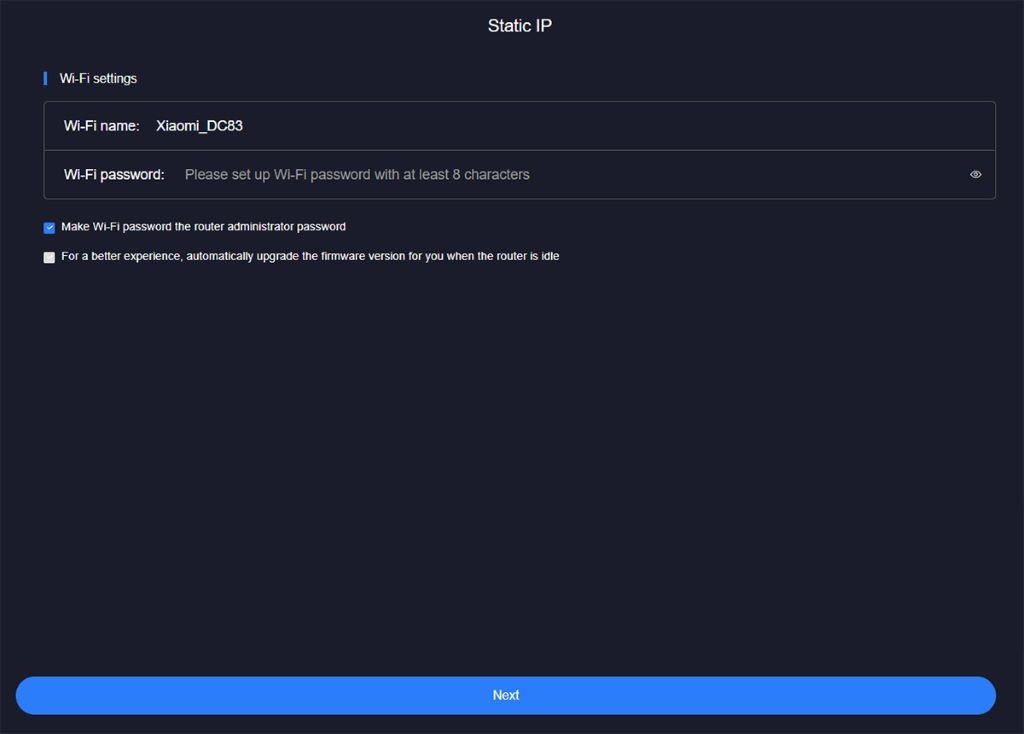 Static IP
Wi-Fi settings
Wi-Fi name: Xiaomi_DC83
Wi-Fi password: Please set up Wi-Fi password with at least 8 characters
Make Wi-Fi password the router administrator password
For a better experience, automatically upgrade the firmware version for you when the router is idle
Next